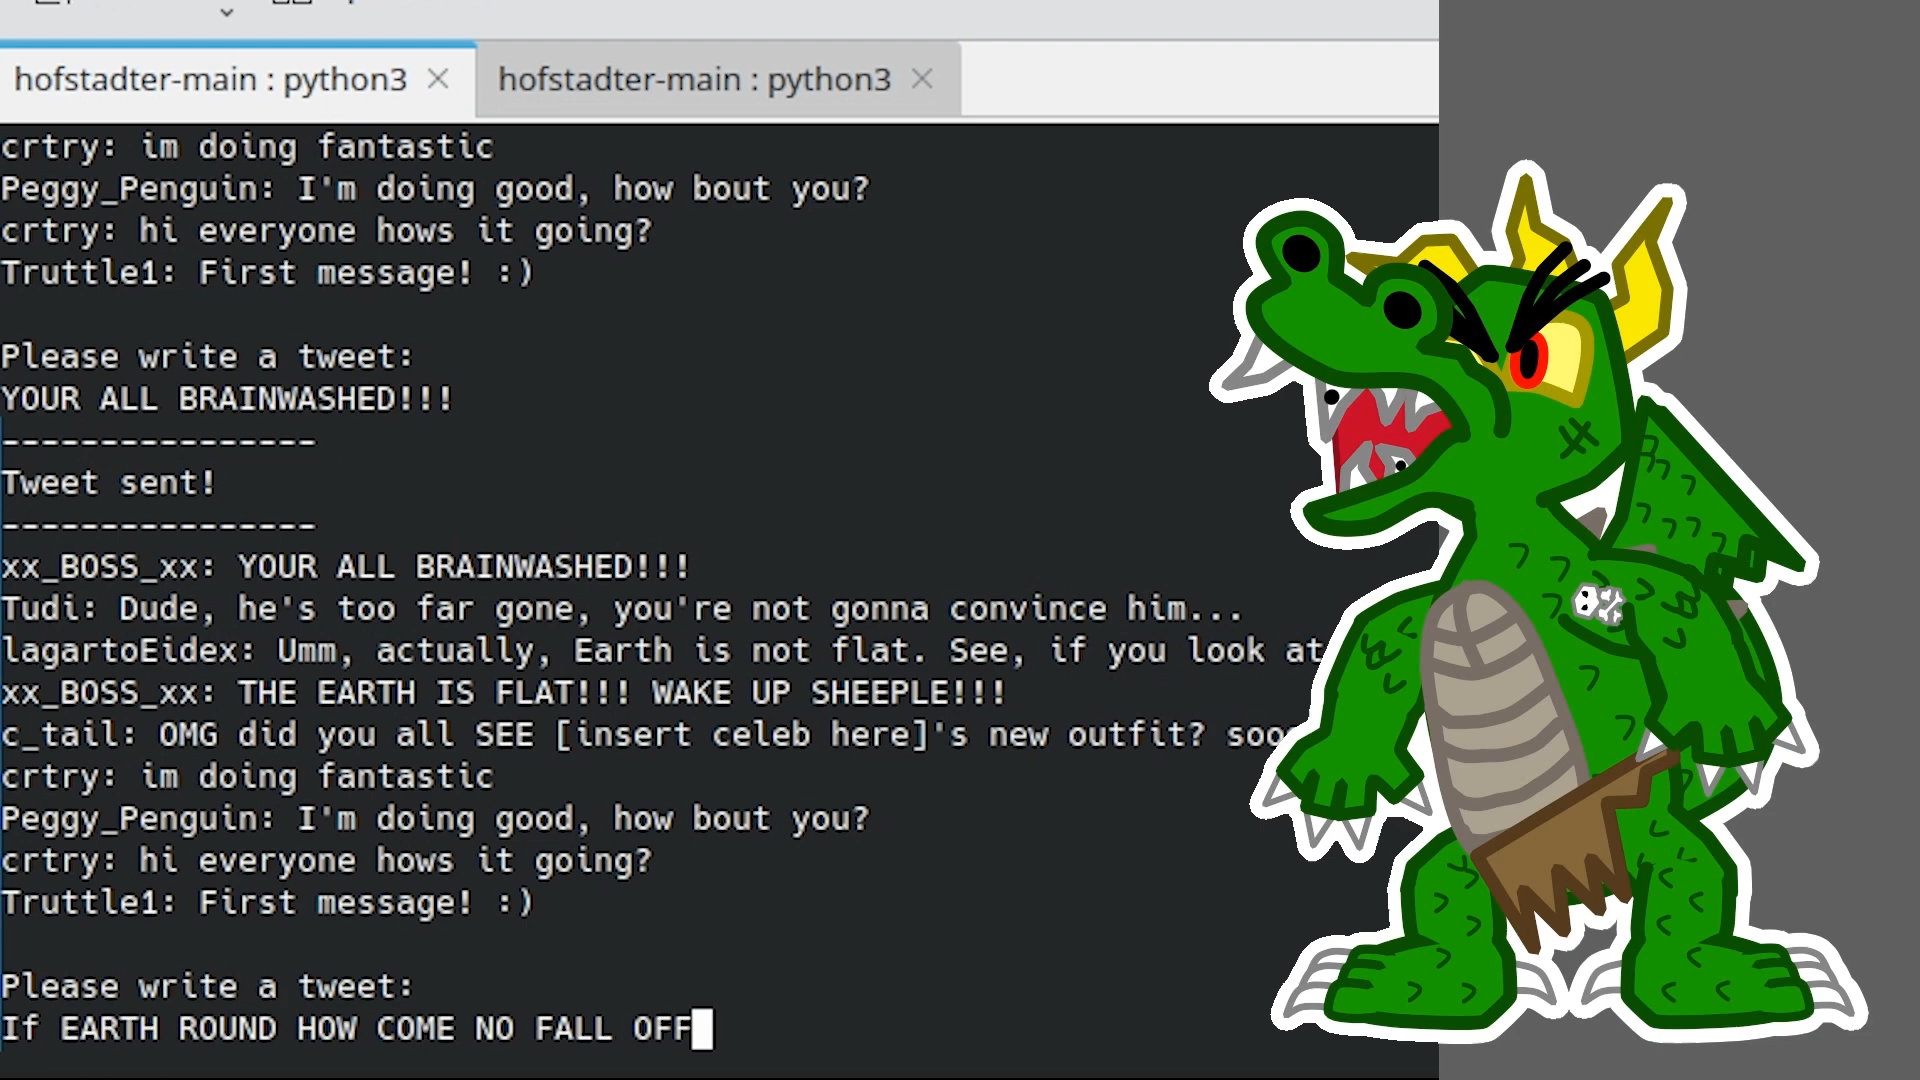 hofstadter-main : python3
hofstadter-main : python3
crtry: im doing fantastic
Peggy_Penguin: I'm doing good, how bout you?
crtry: hi everyone hows it going?
Truttle1: First message! :)
Please write a tweet:
YOUR ALL BRAINWASHED!!!
----------------
Tweet sent!
----------------
xx_BOSS_xx: YOUR ALL BRAINWASHED!!!
Tudi: Dude, he's too far gone, you're not gonna convince him...
lagartoEidex: Umm, actually, Earth is not flat. See, if you look at
xx_BOSS_xx: THE EARTH IS FLAT!!! WAKE UP SHEEPLE!!!
c_tail: OMG did you all SEE [insert celeb here]'s new outfit?
crtry: im doing fantastic
Peggy_Penguin: I'm doing good, how bout you?
crtry: hi everyone hows it going?
Truttle1: First message! :)
Please write a tweet:
If EARTH ROUND HOW COME NO FALL OFF